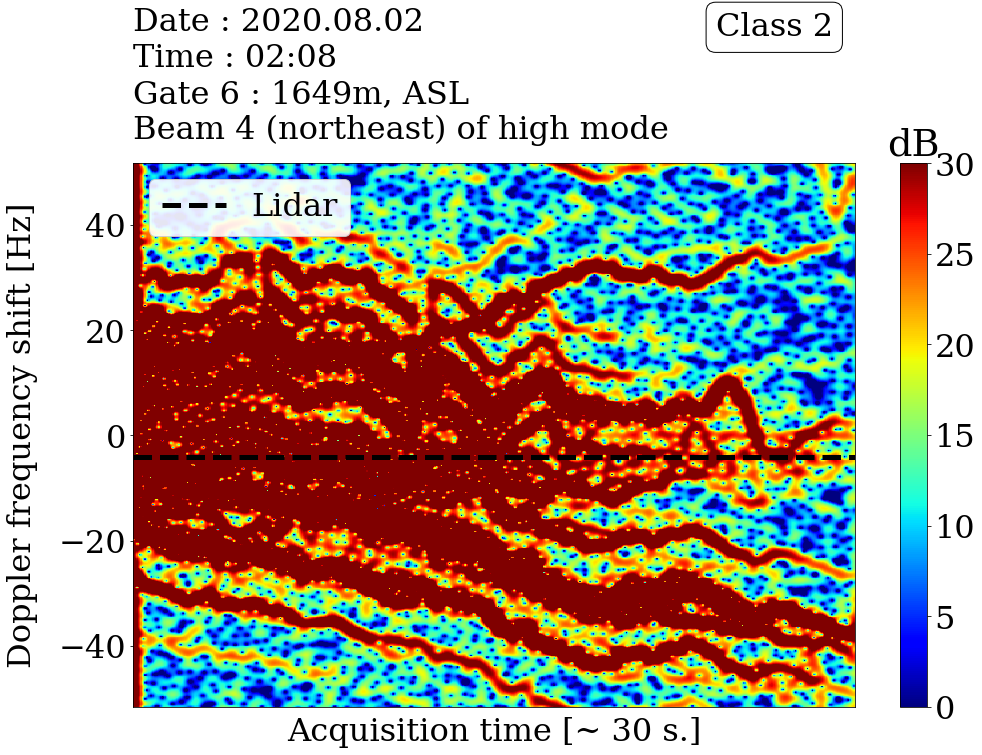 Date : 2020.08.02
Time : 02:08
Gate 6 : 1649m, ASL
Beam 4 (northeast) of high mode
Class 2
dB
Lidar
Doppler frequency shift [Hz]
40
20
0
−20
−40
Acquisition time [~ 30 s.]
30
25
20
15
10
5
0